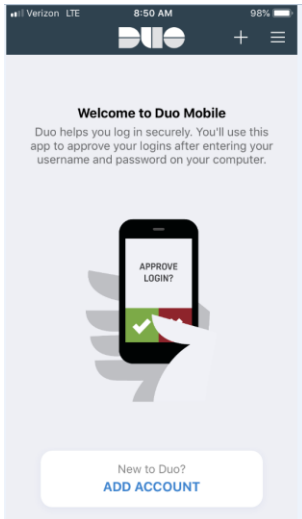 Verizon LTE 8:50 AM 98%
DUO
Welcome to Duo Mobile
Duo helps you log in securely. You'll use this
app to approve your logins after entering your
username and password on your computer.
APPROVE
LOGIN?
New to Duo?
ADD ACCOUNT